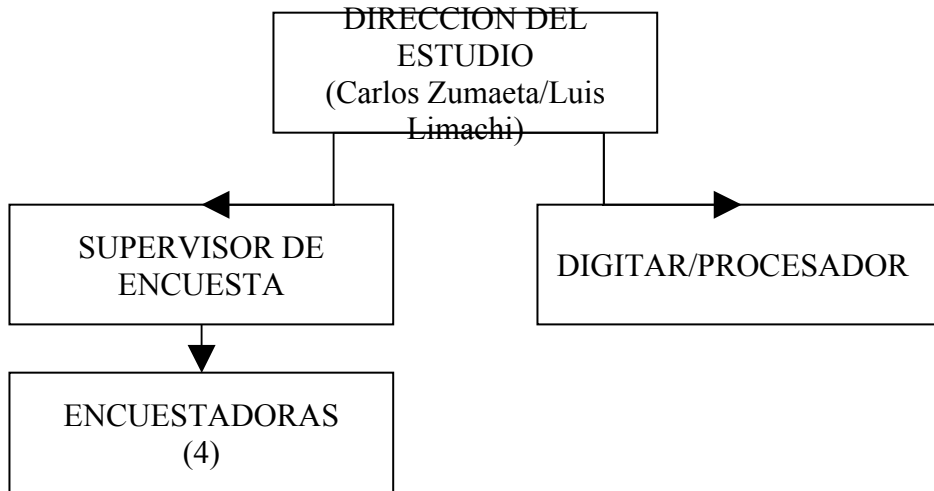 DIRECCION DEL
ESTUDIO
(Carlos Zumaeta/Luis
Limachi)
SUPERVISOR DE
ENCUESTA
DIGITAR/PROCESADOR
ENCUESTADORAS
(4)